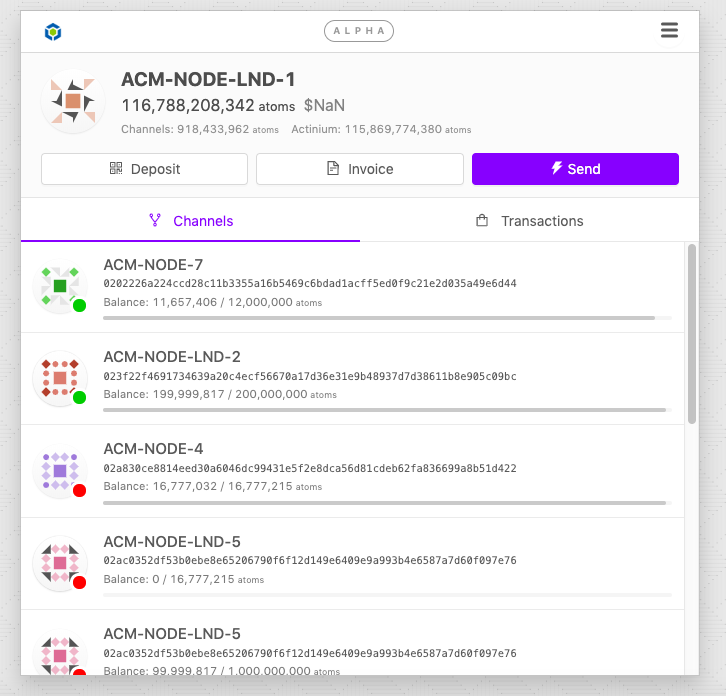 ALPHA
ACM-NODE-LND-1
116,788,208,342 atoms $NaN
Channels: 918,433,962 atoms Actinium: 115,869,774,380 atoms
Deposit Invoice Send
Channels Transactions
ACM-NODE-7
0202226a224ccd28c11b3355a16b5469c6bdad1acff5ed0f9c21e2d035a49e6d44
Balance: 11,657,406 / 12,000,000 atoms
ACM-NODE-LND-2
023f22f4691734639a20c4ecf56670a17d36e31e9b48937d7d38611b8e905c09bc
Balance: 199,999,817 / 200,000,000 atoms
ACM-NODE-4
02a830ce8814eed30a6046dc99431e5f2e8dca56d81cdeb62fa836699a8b51d422
Balance: 16,777,032 / 16,777,215 atoms
ACM-NODE-LND-5
02ac0352df53b0ebe8e65206790f6f12d149e6409e9a993b4e6587a7d60f097e76
Balance: 0 / 16,777,215 atoms
ACM-NODE-LND-5
02ac0352df53b0ebe8e65206790f6f12d149e6409e9a993b4e6587a7d60f097e76
Balance: 99,999,817 / 1,000,000,000 atoms